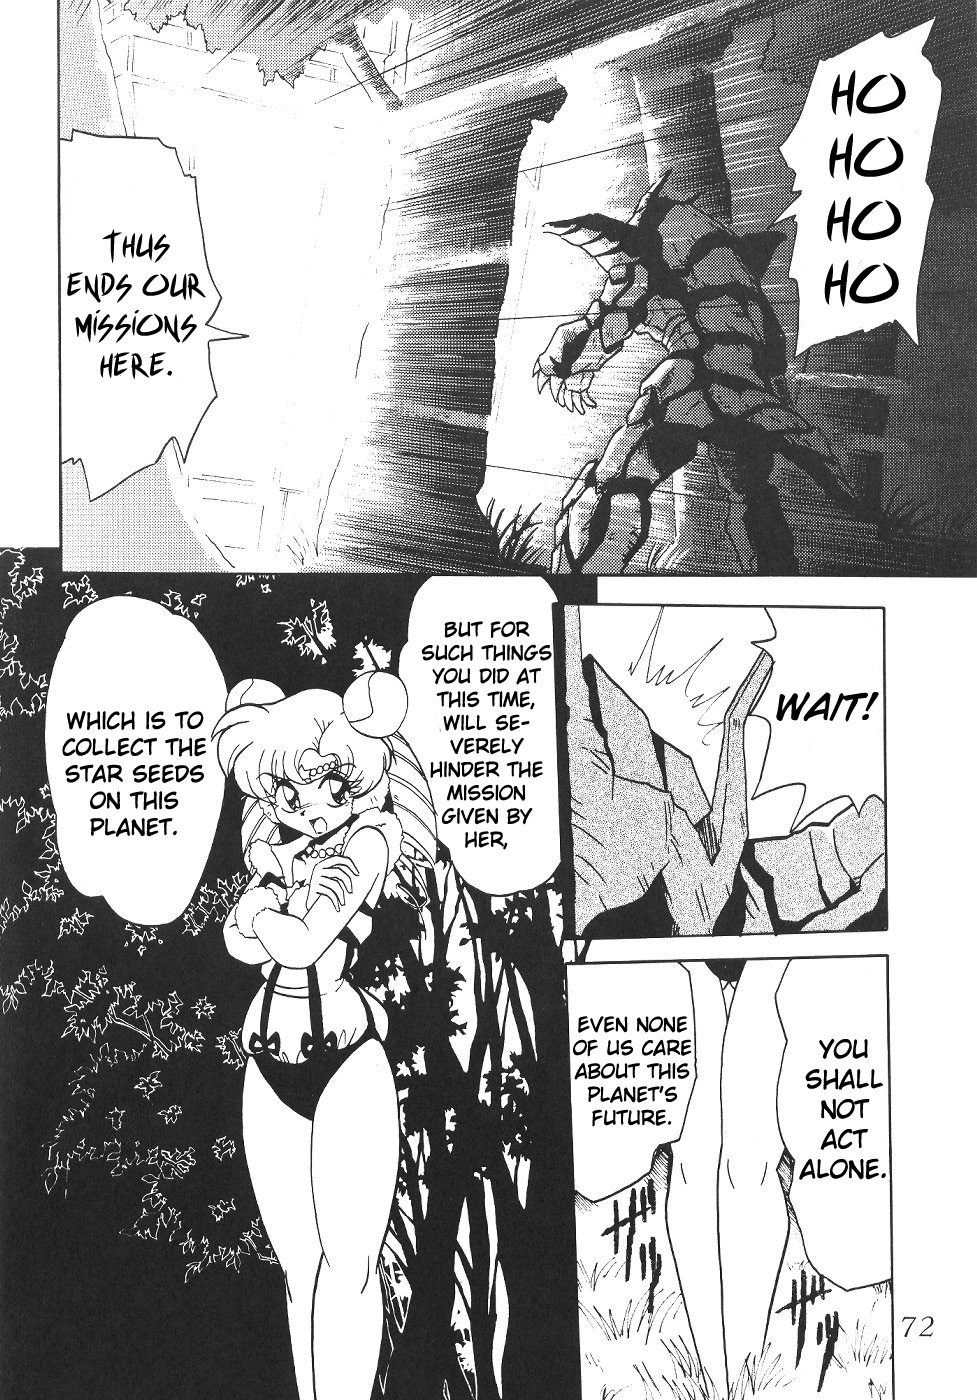 HO
HO
HO
HO
THUS
ENDS OUR
MISSIONS
HERE.
WAIT!
YOU
SHALL
NOT
ACT
ALONE.
EVEN NONE
OF US CARE
ABOUT THIS
PLANET'S
FUTURE.
BUT FOR
SUCH THINGS
YOU DID AT
THIS TIME,
WILL SE-
VERELY
HINDER THE
MISSION
GIVEN BY
HER,
WHICH IS TO
COLLECT THE
STAR SEEDS
ON THIS
PLANET.
72